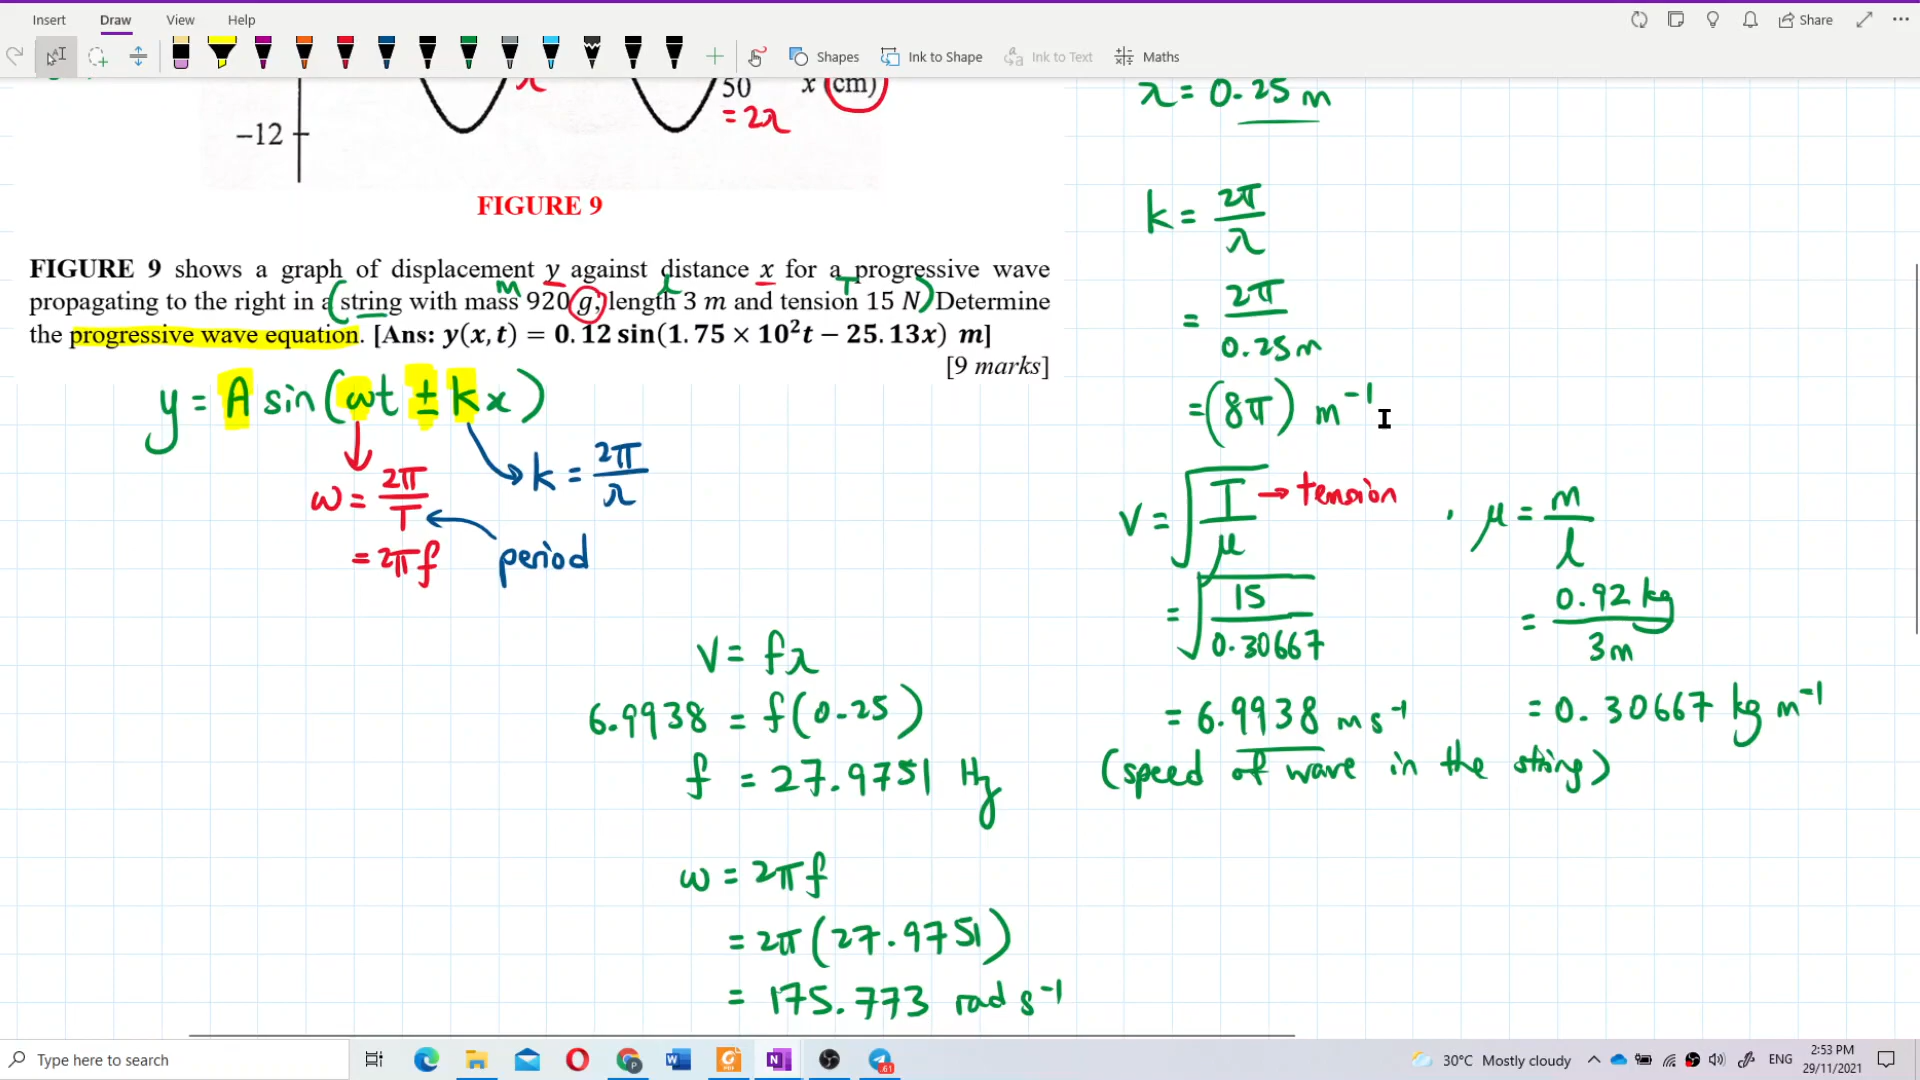 Insert Draw View Help
Share
Shapes Ink to Shape Ink to Text Maths
λ
50 x (cm)
= 2λ
−12
FIGURE 9
FIGURE 9 shows a graph of displacement y against distance x for a progressive wave
m l T
propagating to the right in a (string with mass 920 g, length 3 m and tension 15 N) Determine
the progressive wave equation. [Ans: y(x, t) = 0.12 sin(1.75 × 10²t − 25.13x) m]
[9 marks]
y = A sin(ωt ± kx)
ω = 2π/T
= 2πf
period
k = 2π/λ
v = fλ
6.9938 = f(0.25)
f = 27.9751 Hz
ω = 2πf
= 2π(27.9751)
= 175.773 rad s⁻¹
λ = 0.25 m
k = 2π/λ
= 2π/0.25m
= (8π) m⁻¹
v = √(T/μ) → tension
= √(15/0.30667)
= 6.9938 ms⁻¹
(speed of wave in the string)
· μ = m/l
= 0.92 kg/3m
= 0.30667 kg m⁻¹
Type here to search
61
30°C Mostly cloudy
ENG
2:53 PM
29/11/2021